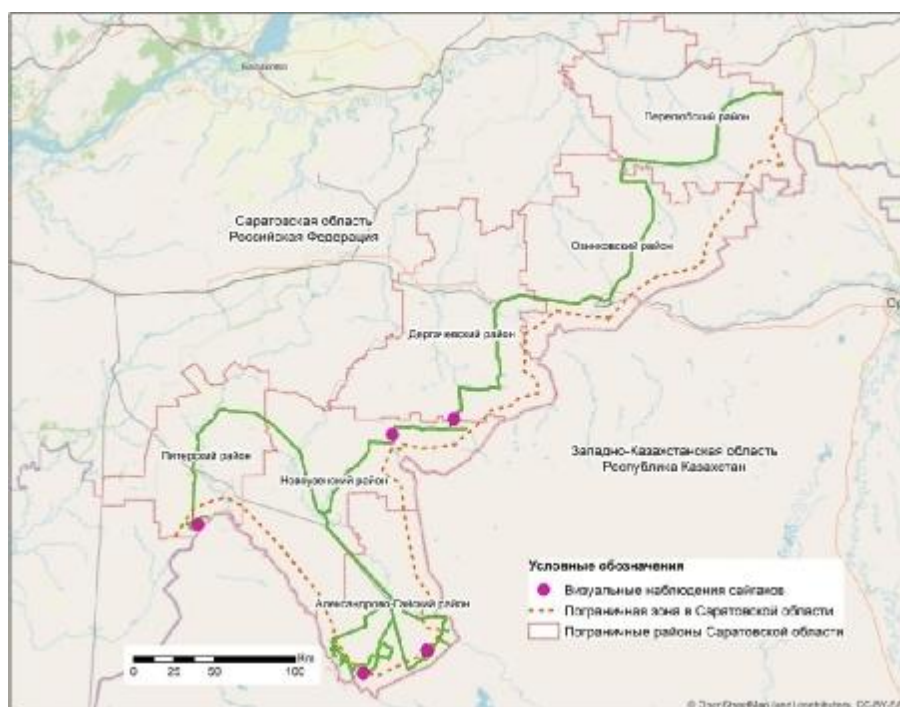 Перелюбский район
Саратовская область
Российская Федерация
Озинковский район
Дергачевский район
Питерский район
Новоузенский район
Западно-Казахстанская область
Республика Казахстан
Александрово-Гайский район
Условные обозначения
Визуальные наблюдения сайгаков
Пограничная зона в Саратовской области
Пограничные районы Саратовской области
Км
0 25 50 100